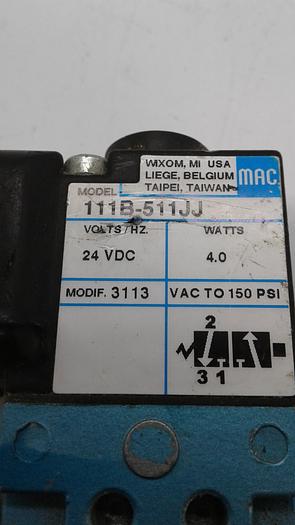 WIXOM, MI USA
LIEGE, BELGIUM
TAIPEI, TAIWAN
MAC
MODEL
111B-511JJ
VOLTS/HZ.
WATTS
24 VDC
4.0
MODIF. 3113
VAC TO 150 PSI
2
3 1